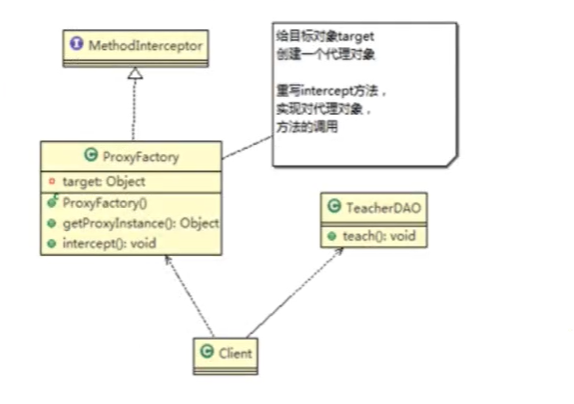 MethodInterceptor
给目标对象target
创建一个代理对象
重写intercept方法，
实现对代理对象，
方法的调用
ProxyFactory
target: Object
ProxyFactory()
getProxyInstance(): Object
intercept(): void
TeacherDAO
teach(): void
Client